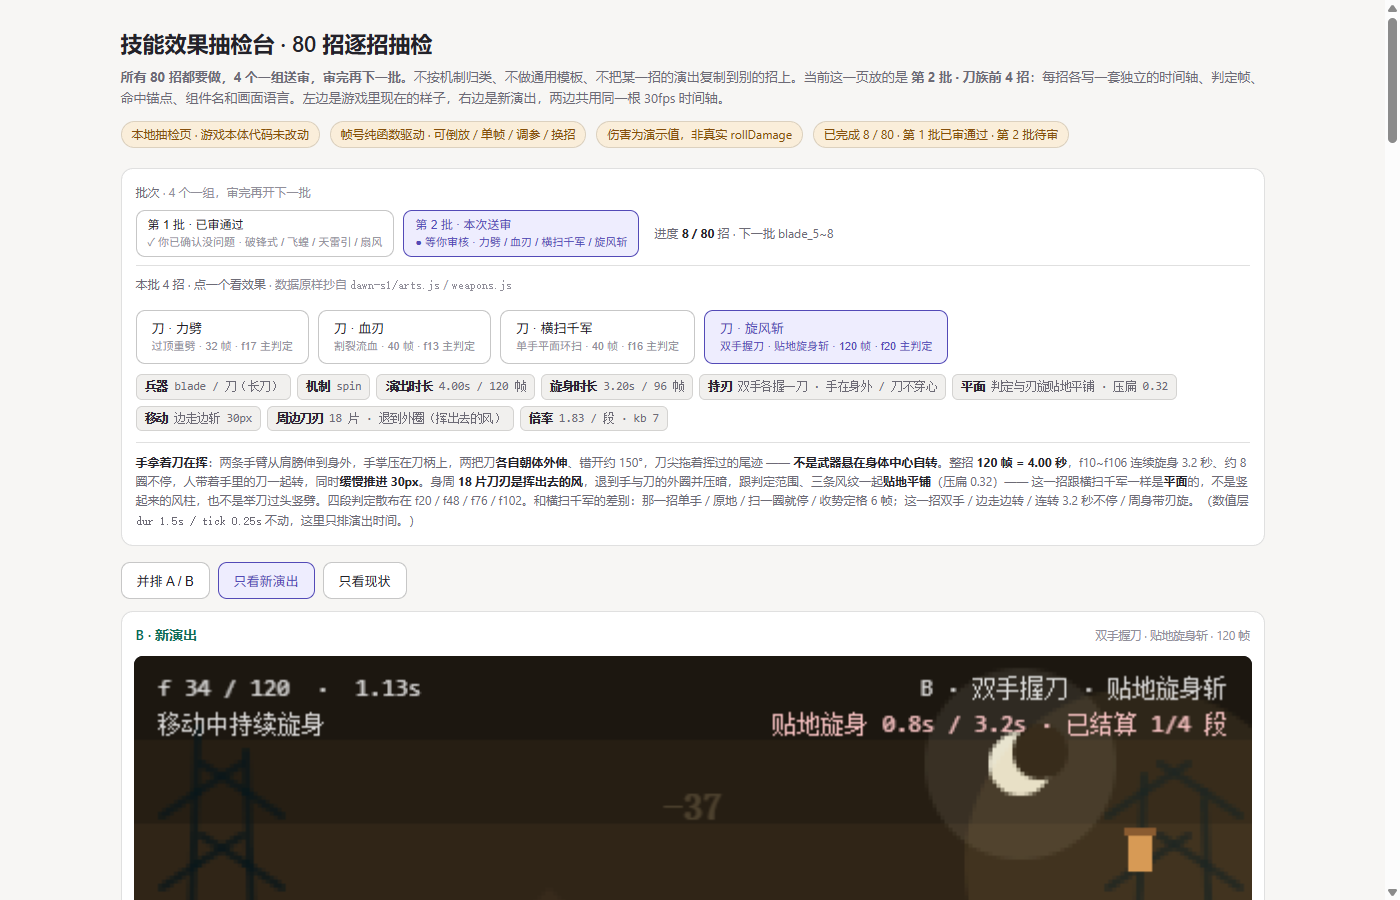 技能效果抽检台 · 80 招逐招抽检
所有 80 招都要做，4 个一组送审，审完再下一批。不按机制归类、不做通用模板、不把某一招的演出复制到别的招上。当前这一页放的是 第 2 批 · 刀族前 4 招：每招各写一套独立的时间轴、判定帧、
命中锚点、组件名和画面语言。左边是游戏里现在的样子，右边是新演出，两边共用同一根 30fps 时间轴。
本地抽检页 · 游戏本体代码未改动
帧号纯函数驱动 · 可倒放 / 单帧 / 调参 / 换招
伤害为演示值，非真实 rollDamage
已完成 8 / 80 · 第 1 批已审通过 · 第 2 批待审
批次 · 4 个一组，审完再开下一批
第 1 批 · 已审通过
✓ 你已确认没问题 · 破锋式 / 飞蝗 / 天雷引 / 扇风
第 2 批 · 本次送审
● 等你审核 · 力劈 / 血刃 / 横扫千军 / 旋风斩
进度 8 / 80 招 · 下一批 blade_5~8
本批 4 招 · 点一个看效果 · 数据原样抄自 dawn-s1/arts.js / weapons.js
刀 · 力劈
过顶重劈 · 32 帧 · f17 主判定
刀 · 血刃
割裂流血 · 40 帧 · f13 主判定
刀 · 横扫千军
单手平面环扫 · 40 帧 · f16 主判定
刀 · 旋风斩
双手握刀 · 贴地旋身斩 · 120 帧 · f20 主判定
兵器 blade / 刀（长刀）
机制 spin
演出时长 4.00s / 120 帧
旋身时长 3.20s / 96 帧
持刃 双手各握一刀 · 手在身外 / 刀不穿心
平面 判定与刃旋贴地平铺 · 压扁 0.32
移动 边走边斩 30px
周边刀刃 18 片 · 退到外圈（挥出去的风）
倍率 1.83 / 段 · kb 7
手拿着刀在挥：两条手臂从肩膀伸到身外，手掌压在刀柄上，两把刀各自朝体外伸、错开约 150°，刀尖拖着挥过的尾迹 —— 不是武器悬在身体中心自转。整招 120 帧 = 4.00 秒，f10~f106 连续旋身 3.2 秒、约 8
圈不停，人带着手里的刀一起转，同时缓慢推进 30px。身周 18 片刀刃是挥出去的风，退到手与刀的外圈并压暗，跟判定范围、三条风纹一起贴地平铺（压扁 0.32）—— 这一招跟横扫千军一样是平面的，不是竖
起来的风柱，也不是举刀过头竖劈。四段判定散布在 f20 / f48 / f76 / f102。和横扫千军的差别：那一招单手 / 原地 / 扫一圈就停 / 收势定格 6 帧；这一招双手 / 边走边转 / 连转 3.2 秒不停 / 周身带刃旋。（数值层
dur 1.5s / tick 0.25s 不动，这里只排演出时间。）
并排 A / B
只看新演出
只看现状
B · 新演出
双手握刀 · 贴地旋身斩 · 120 帧
f 34 / 120 · 1.13s
B · 双手握刀 · 贴地旋身斩
移动中持续旋身
贴地旋身 0.8s / 3.2s · 已结算 1/4 段
−37